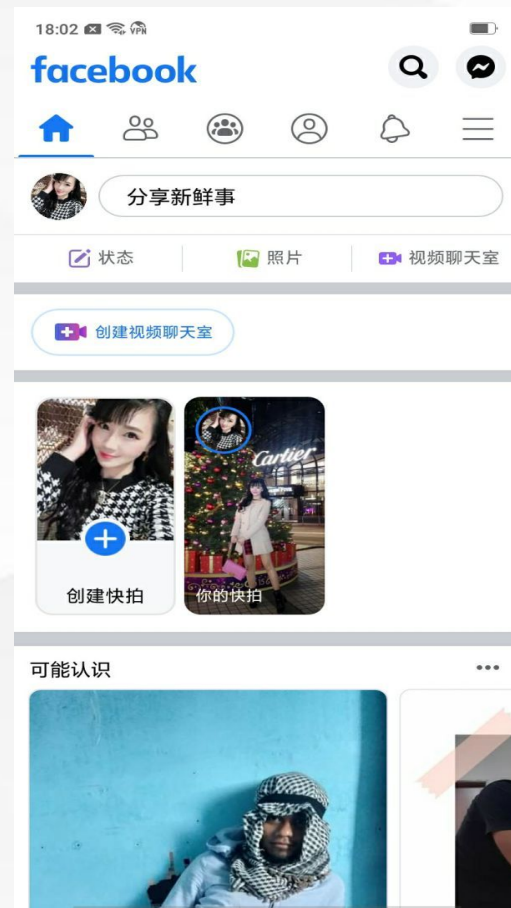 18:02 VPN
facebook
分享新鲜事
状态 照片 视频聊天室
创建视频聊天室
Cartier
创建快拍 你的快拍
可能认识